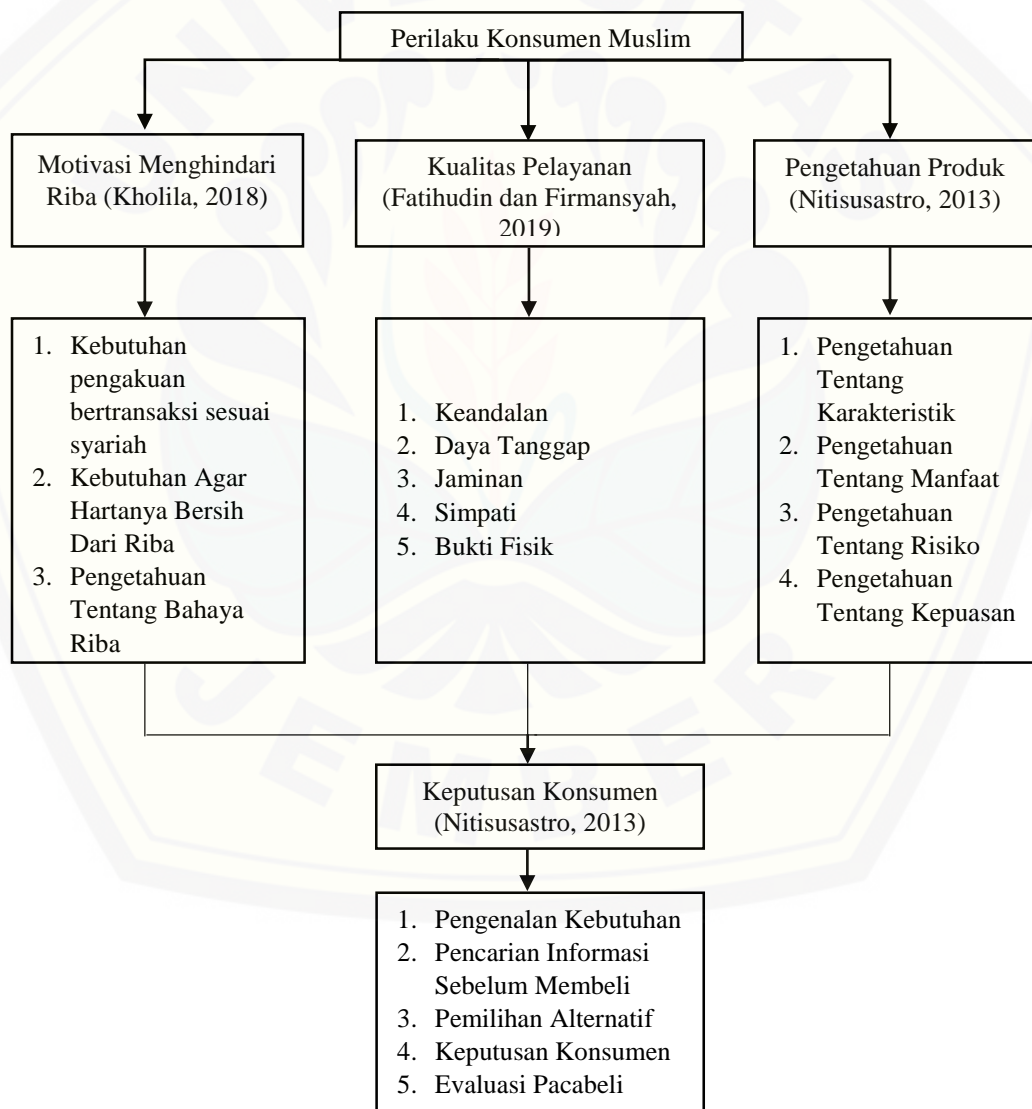 Perilaku Konsumen Muslim
Motivasi Menghindari
Riba (Kholila, 2018)
Kualitas Pelayanan
(Fatihudin dan Firmansyah,
2019)
Pengetahuan Produk
(Nitisusastro, 2013)
1. Kebutuhan
pengakuan
bertransaksi sesuai
syariah
2. Kebutuhan Agar
Hartanya Bersih
Dari Riba
3. Pengetahuan
Tentang Bahaya
Riba
1. Keandalan
2. Daya Tanggap
3. Jaminan
4. Simpati
5. Bukti Fisik
1. Pengetahuan
Tentang
Karakteristik
2. Pengetahuan
Tentang Manfaat
3. Pengetahuan
Tentang Risiko
4. Pengetahuan
Tentang Kepuasan
Keputusan Konsumen
(Nitisusastro, 2013)
1. Pengenalan Kebutuhan
2. Pencarian Informasi
Sebelum Membeli
3. Pemilihan Alternatif
4. Keputusan Konsumen
5. Evaluasi Pacabeli
UNIVERSITAS
JEMBER